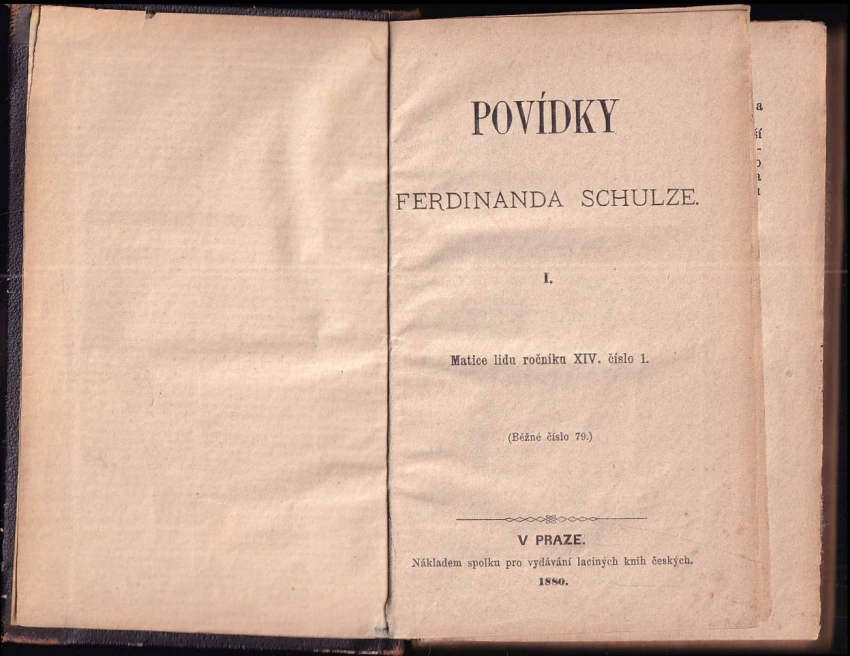 POVÍDKY
FERDINANDA SCHULZE.
I.
Matice lidu ročníku XIV. číslo 1.
(Běžné číslo 79.)
V PRAZE.
Nákladem spolku pro vydávání laciných knih českých.
1880.